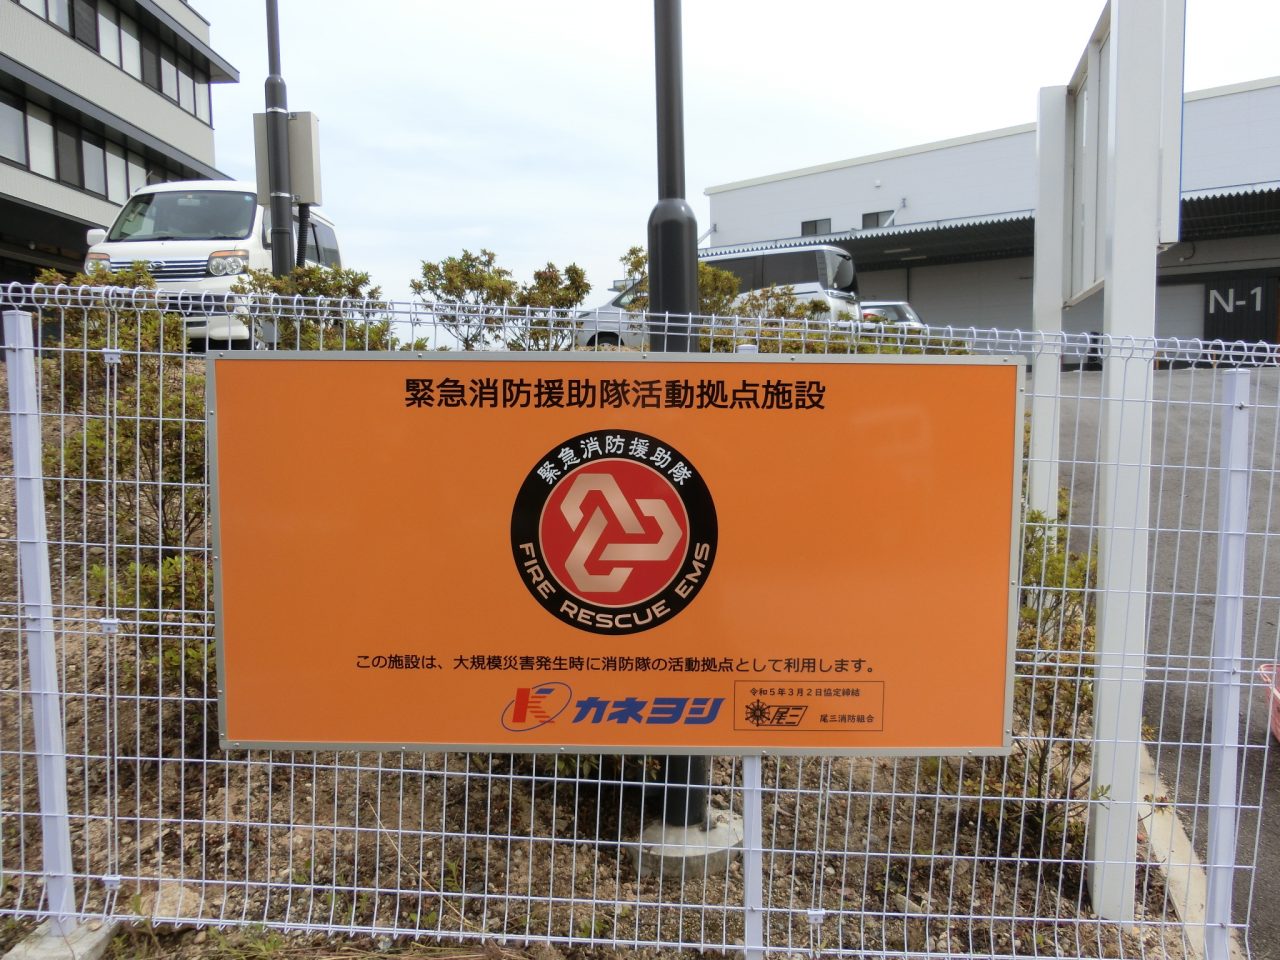 緊急消防援助隊活動拠点施設
緊急消防援助隊
FIRE RESCUE EMS
この施設は、大規模災害発生時に消防隊の活動拠点として利用します。
カネヨシ
令和5年3月2日協定締結
尾三
尾三消防組合
N-1